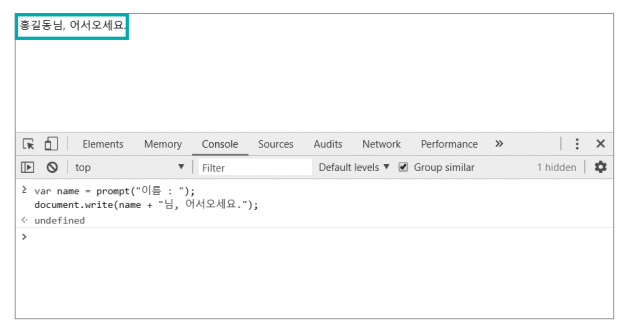 홍길동님, 어서오세요.
Elements Memory Console Sources Audits Network Performance »
top ▼ Filter Default levels ▼ Group similar 1 hidden
> var name = prompt("이름 : ");
document.write(name + "님, 어서오세요.");
<· undefined
>